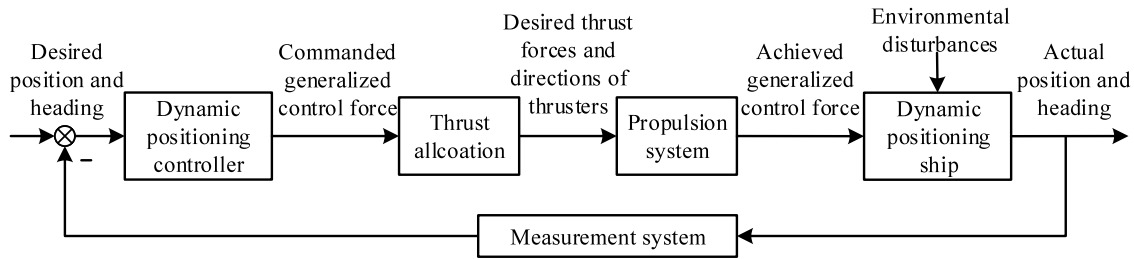 Desired
position and
heading
Dynamic
positioning
controller
Commanded
generalized
control force
Thrust
allcoation
Desired thrust
forces and
directions of
thrusters
Propulsion
system
Achieved
generalized
control force
Environmental
disturbances
Dynamic
positioning
ship
Actual
position and
heading
−
Measurement system